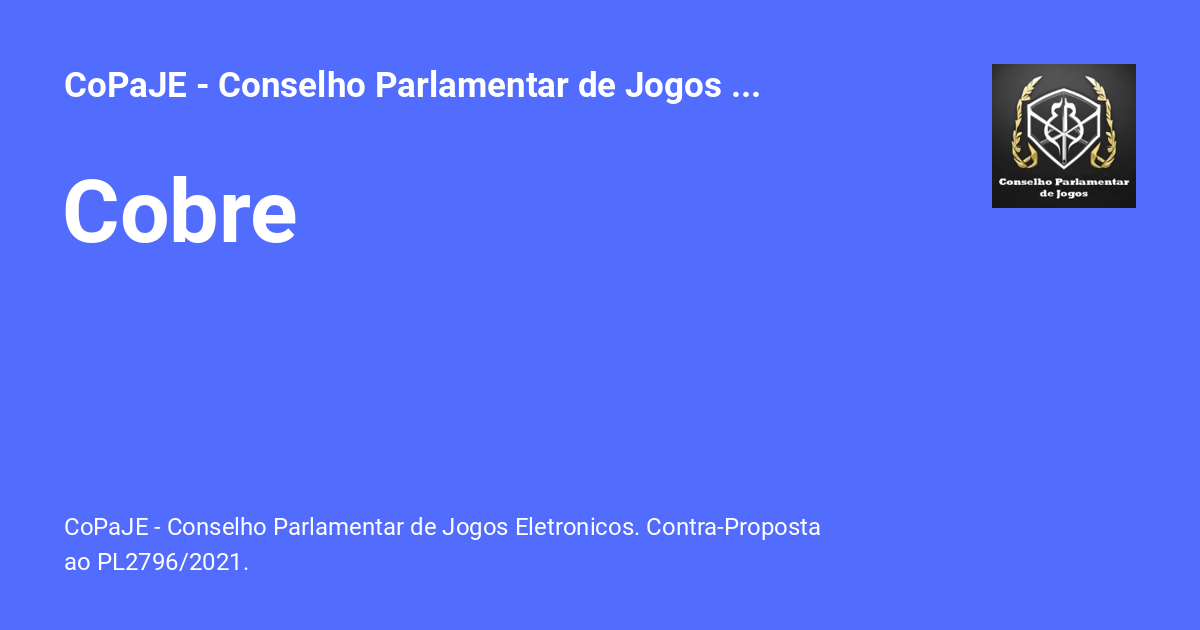 CoPaJE - Conselho Parlamentar de Jogos ...
Conselho Parlamentar
de Jogos
Cobre
CoPaJE - Conselho Parlamentar de Jogos Eletronicos. Contra-Proposta
ao PL2796/2021.